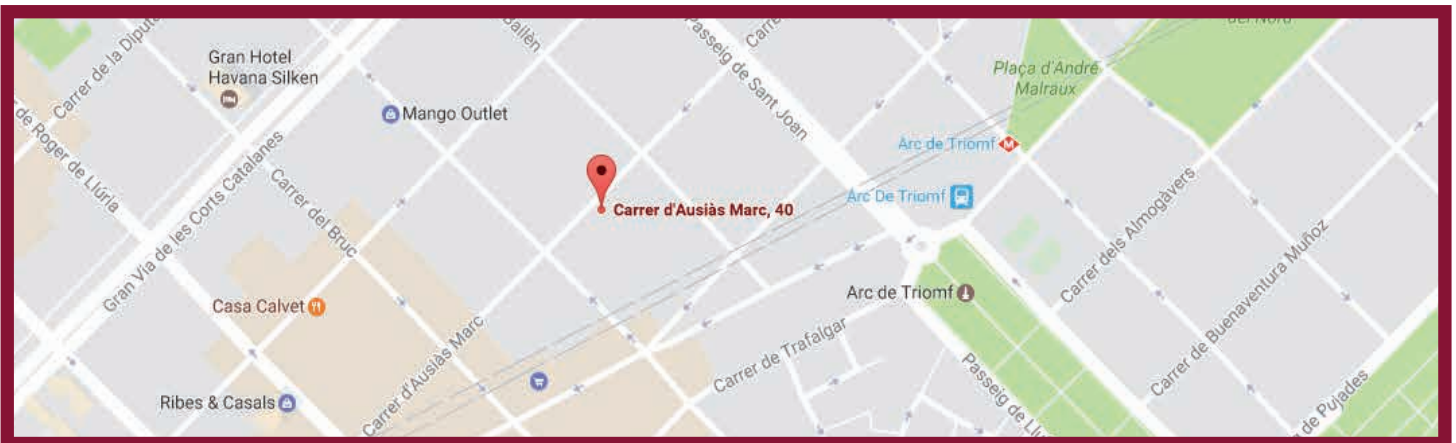 Carrer de la Diputa
Gran Hotel
Havana Silken
de Roger de Llúria
Gran Via de les Corts Catalanes
Carrer del Bruc
Mango Outlet
Bailèn
Passeig de Sant Joan
Carre
del Nord
Plaça d'André
Malraux
Arc de Triomf
M
Arc De Triomf
Carrer d'Ausiàs Marc, 40
Casa Calvet
Ribes & Casals
Carrer d'Ausiàs Marc
Carrer de Trafalgar
Arc de Triomf
Passeig de Llu
Carrer dels Almogàvers
Carrer de Buenaventura Muñoz
de Pujades